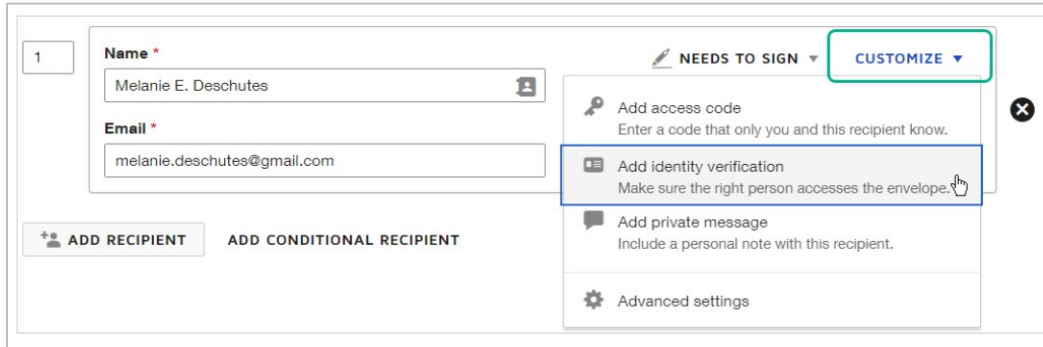 1
Name *
NEEDS TO SIGN
CUSTOMIZE
Melanie E. Deschutes
Add access code
Enter a code that only you and this recipient know.
Email *
melanie.deschutes@gmail.com
Add identity verification
Make sure the right person accesses the envelope.
Add private message
Include a personal note with this recipient.
ADD RECIPIENT
ADD CONDITIONAL RECIPIENT
Advanced settings